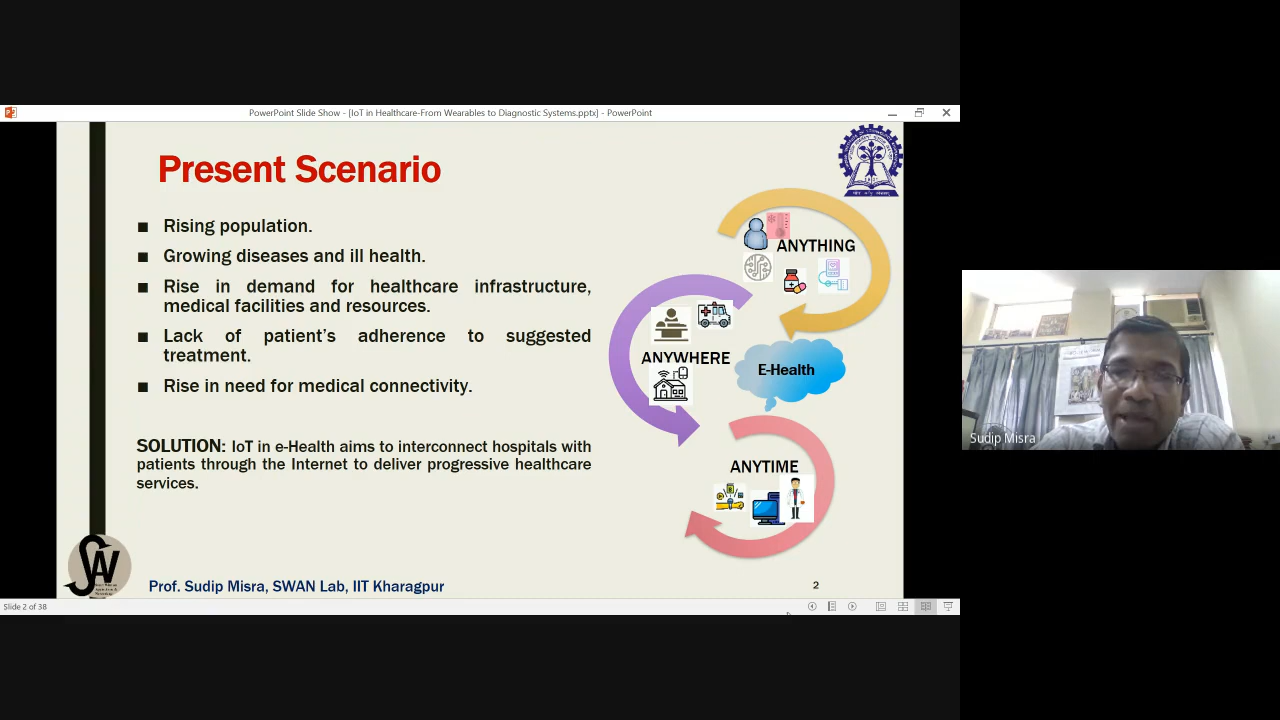 PowerPoint Slide Show - [IoT in Healthcare-From Wearables to Diagnostic Systems.pptx] - PowerPoint
Present Scenario
■ Rising population.
■ Growing diseases and ill health.
■ Rise in demand for healthcare infrastructure,
medical facilities and resources.
■ Lack of patient’s adherence to suggested
treatment.
■ Rise in need for medical connectivity.
SOLUTION: IoT in e-Health aims to interconnect hospitals with
patients through the Internet to deliver progressive healthcare
services.
ANYTHING
ANYWHERE
E-Health
ANYTIME
SWAN
Prof. Sudip Misra, SWAN Lab, IIT Kharagpur
2
Slide 2 of 38
Sudip Misra